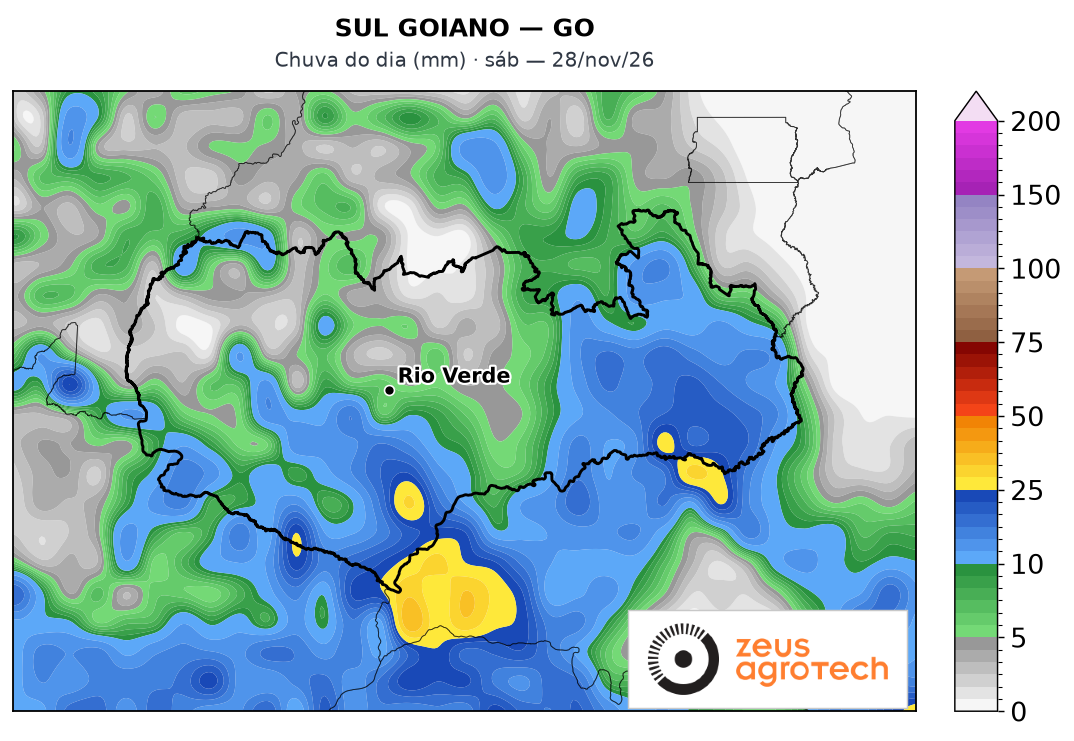 SUL GOIANO — GO
Chuva do dia (mm) · sáb — 28/nov/26
Rio Verde
200
150
100
75
50
25
10
5
0
zeus
agrotech